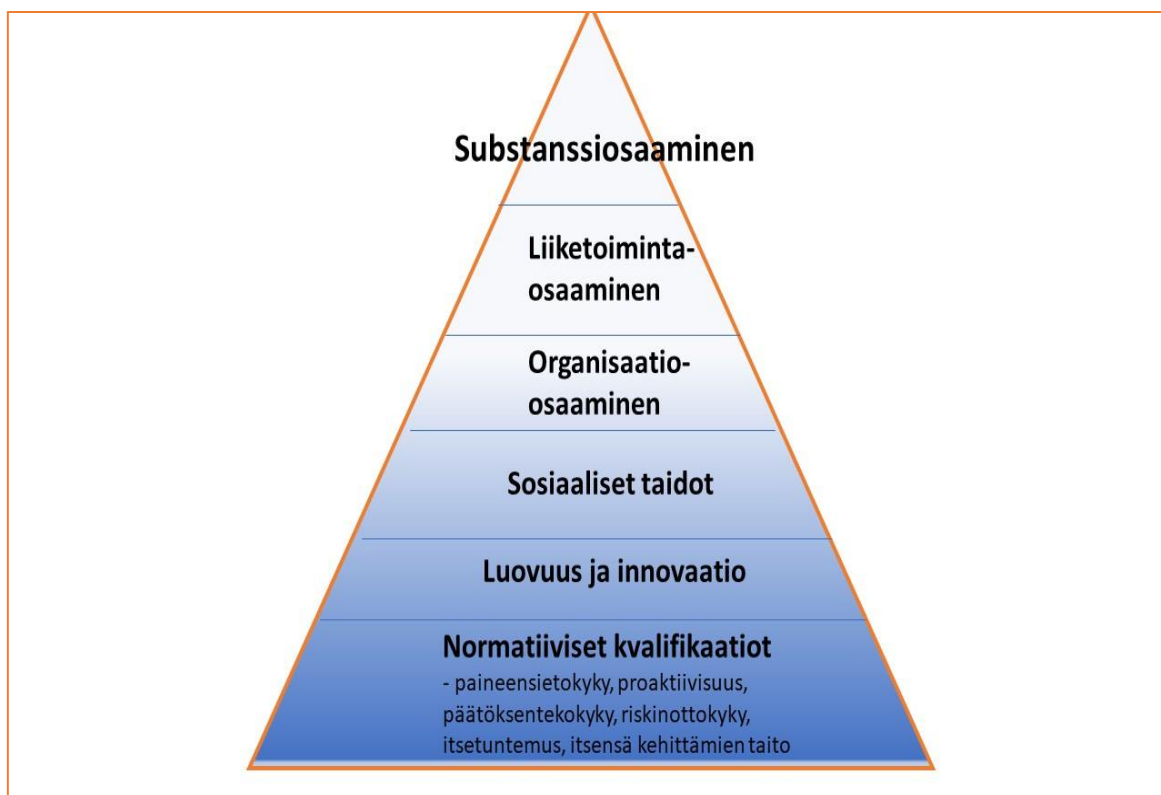 Substanssiosaaminen
Liiketoiminta-
osaaminen
Organisaatio-
osaaminen
Sosiaaliset taidot
Luovuus ja innovaatio
Normatiiviset kvalifikaatiot
- paineensietokyky, proaktiivisuus,
päätöksentekokyky, riskinottokyky,
itsetuntemus, itsensä kehittämien taito